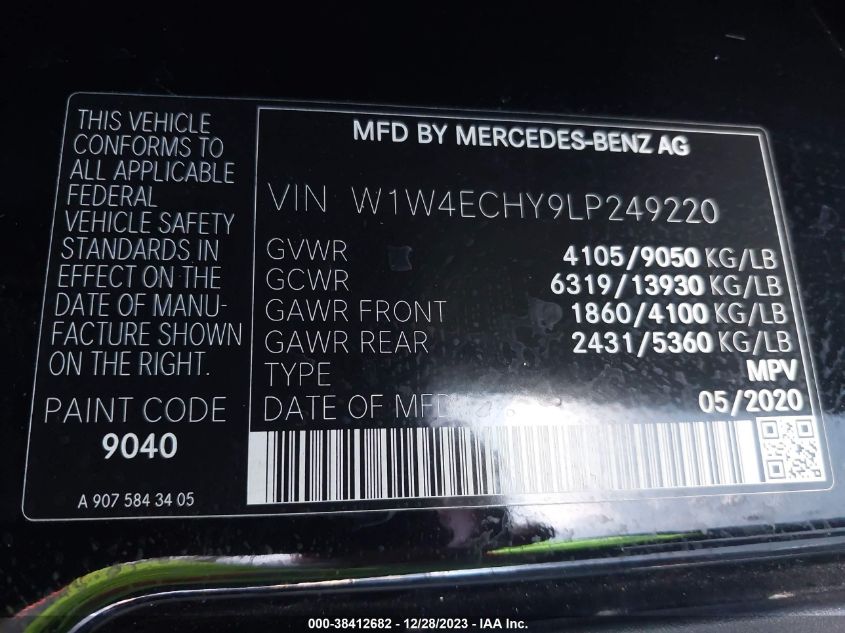 THIS VEHICLE
CONFORMS TO
ALL APPLICABLE
FEDERAL
VEHICLE SAFETY
STANDARDS IN
EFFECT ON THE
DATE OF MANU-
FACTURE SHOWN
ON THE RIGHT.
PAINT CODE
9040
A 907 584 34 05
MFD BY MERCEDES-BENZ AG
VIN W1W4ECHY9LP249220
GVWR 4105/9050 KG/LB
GCWR 6319/13930 KG/LB
GAWR FRONT 1860/4100 KG/LB
GAWR REAR 2431/5360 KG/LB
TYPE MPV
DATE OF MFD 05/2020
000-38412682 - 12/28/2023 - IAA Inc.